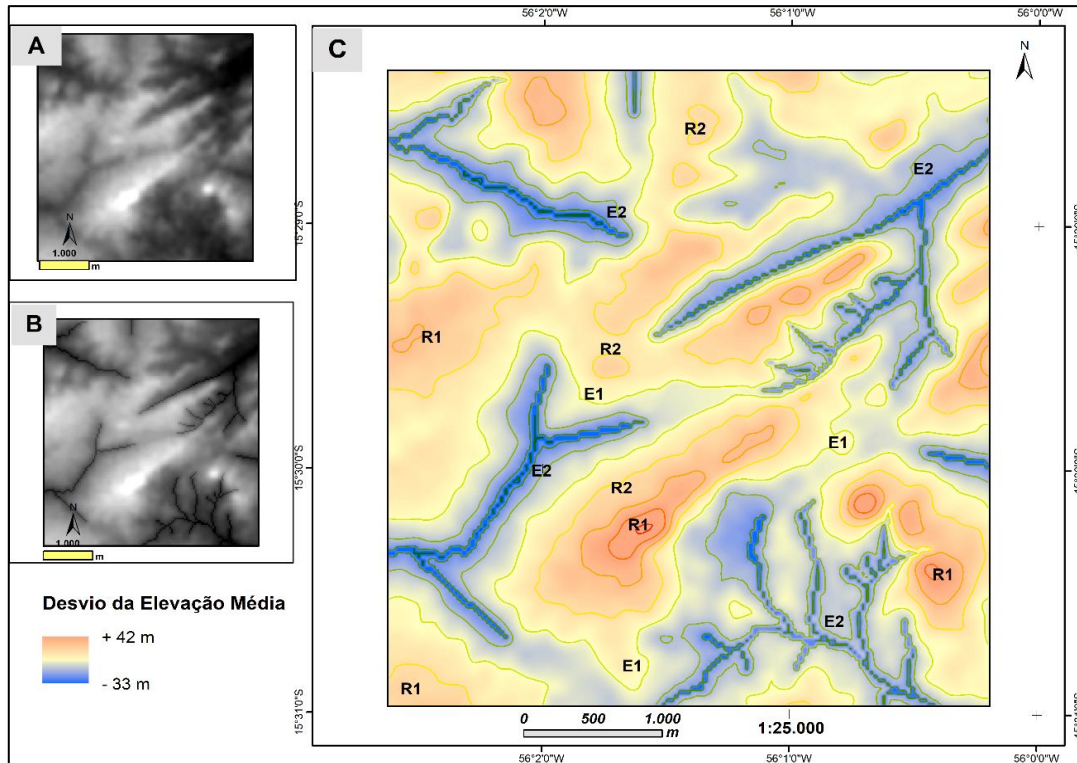 A
N
1.000
m
B
N
1.000
m
Desvio da Elevação Média
+ 42 m
- 33 m
56°2'0"W
56°1'0"W
56°0'0"W
C
N
R2
E2
E2
15°29'0"S
R1
R2
E1
E1
E2
15°30'0"S
R2
R1
R1
E2
E1
R1
15°31'0"S
0 500 1.000
m
1:25.000
56°2'0"W
56°1'0"W
56°0'0"W